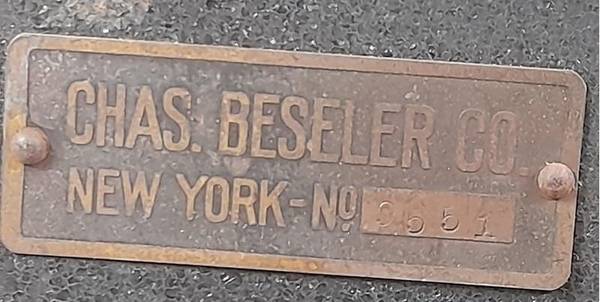 CHAS. BESELER CO.
NEW YORK-Nº